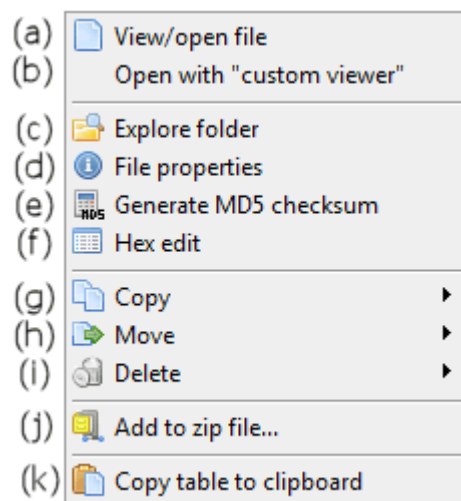 (a) View/open file
(b) Open with "custom viewer"
(c) Explore folder
(d) File properties
(e) MD5 Generate MD5 checksum
(f) Hex edit
(g) Copy
(h) Move
(i) Delete
(j) Add to zip file...
(k) Copy table to clipboard